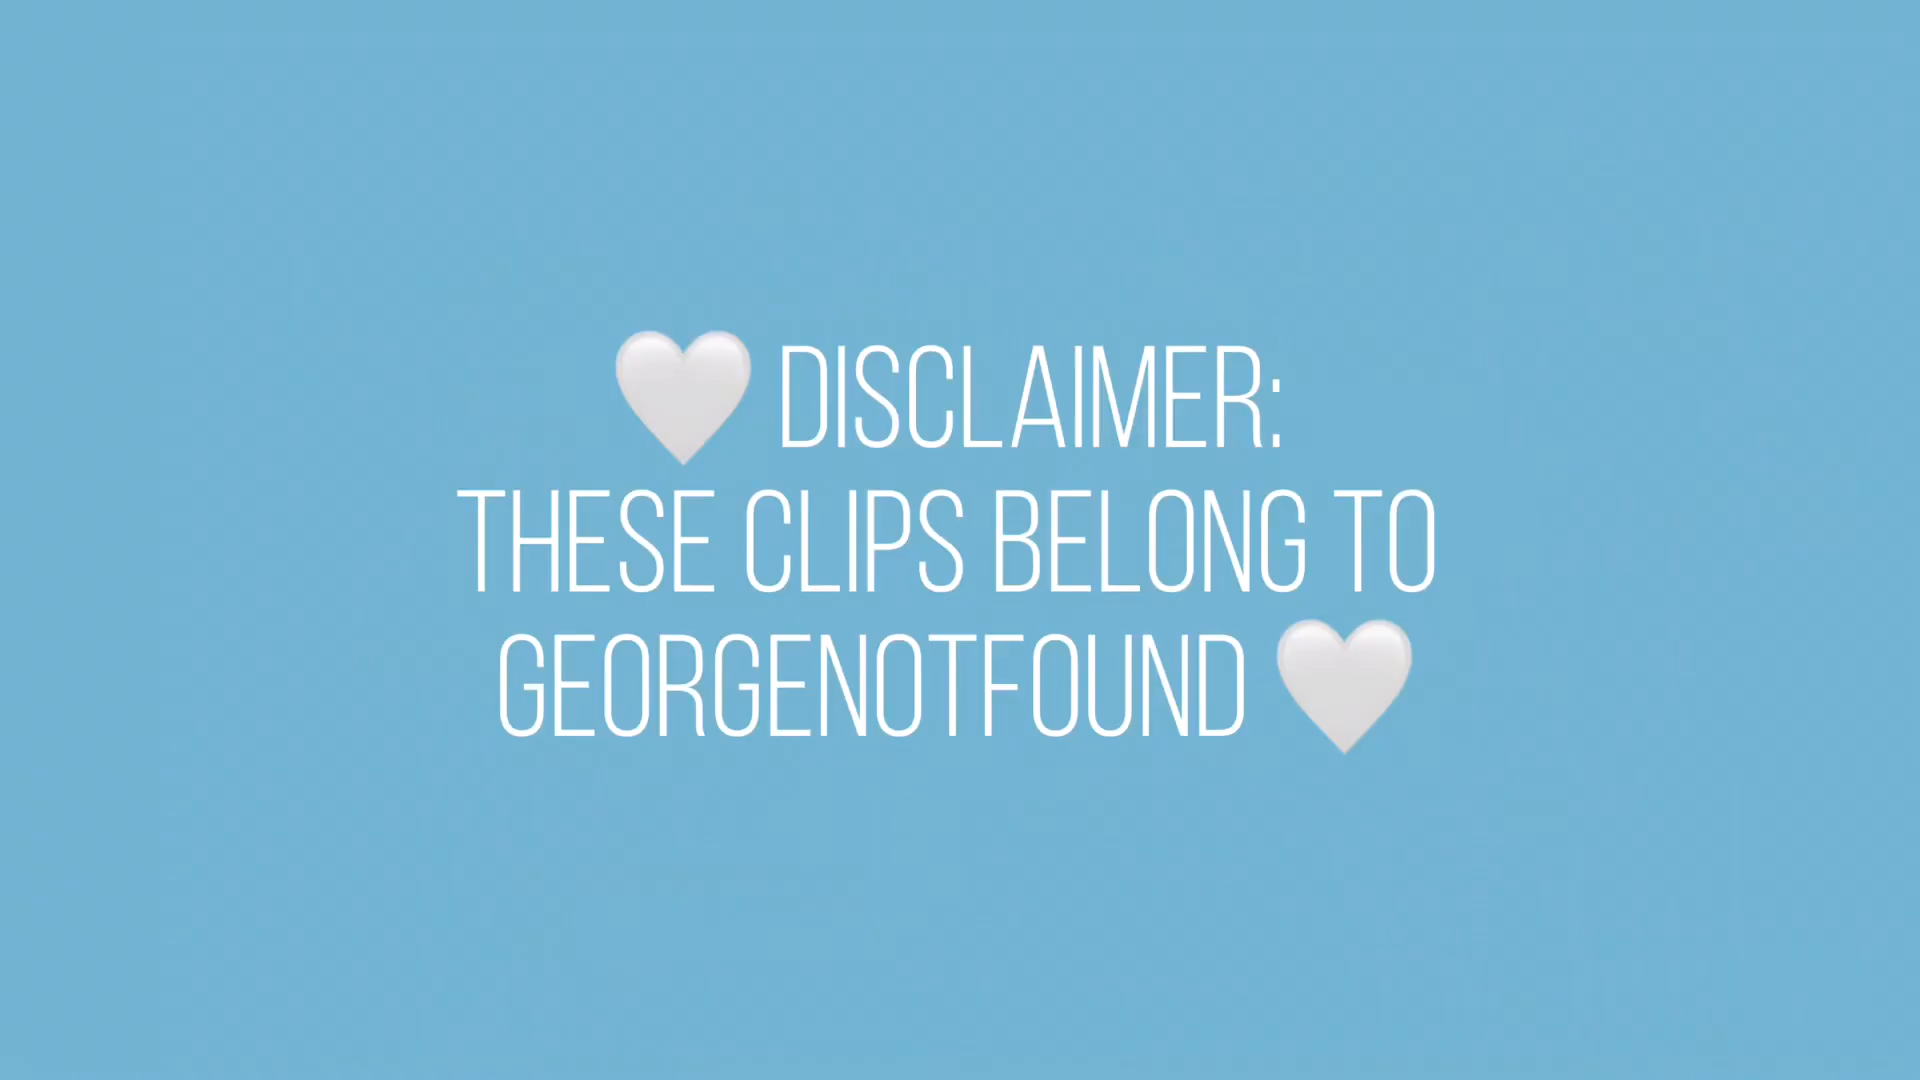 🤍 DISCLAIMER:
THESE CLIPS BELONG TO
GEORGENOTFOUND 🤍